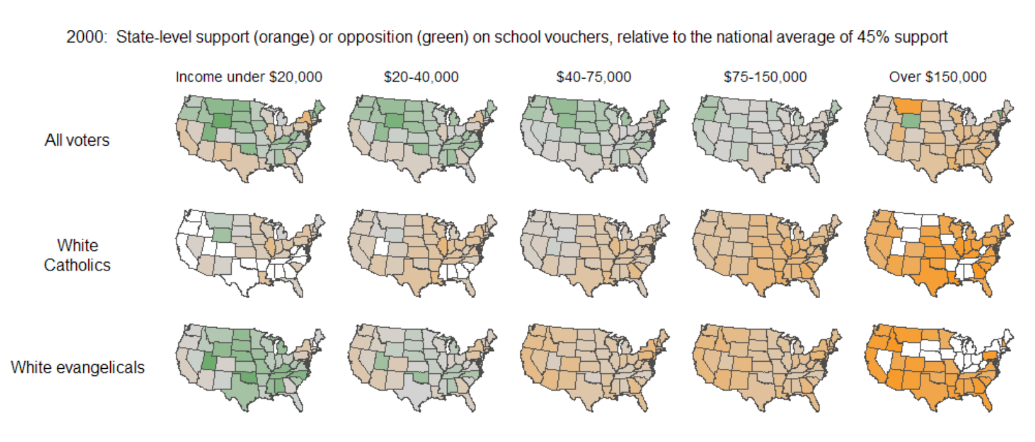 2000: State-level support (orange) or opposition (green) on school vouchers, relative to the national average of 45% support
Income under $20,000 $20-40,000 $40-75,000 $75-150,000 Over $150,000
All voters
White
Catholics
White evangelicals